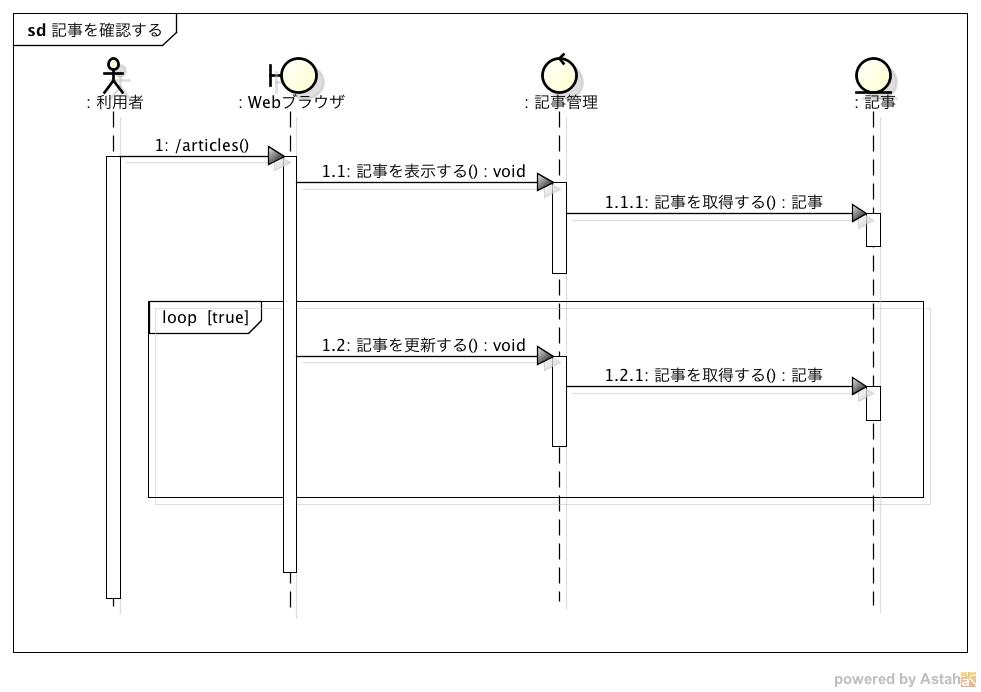 sd 記事を確認する
: 利用者
: Webブラウザ
: 記事管理
: 記事
1: /articles()
1.1: 記事を表示する() : void
1.1.1: 記事を取得する() : 記事
loop [true]
1.2: 記事を更新する() : void
1.2.1: 記事を取得する() : 記事
powered by Astah